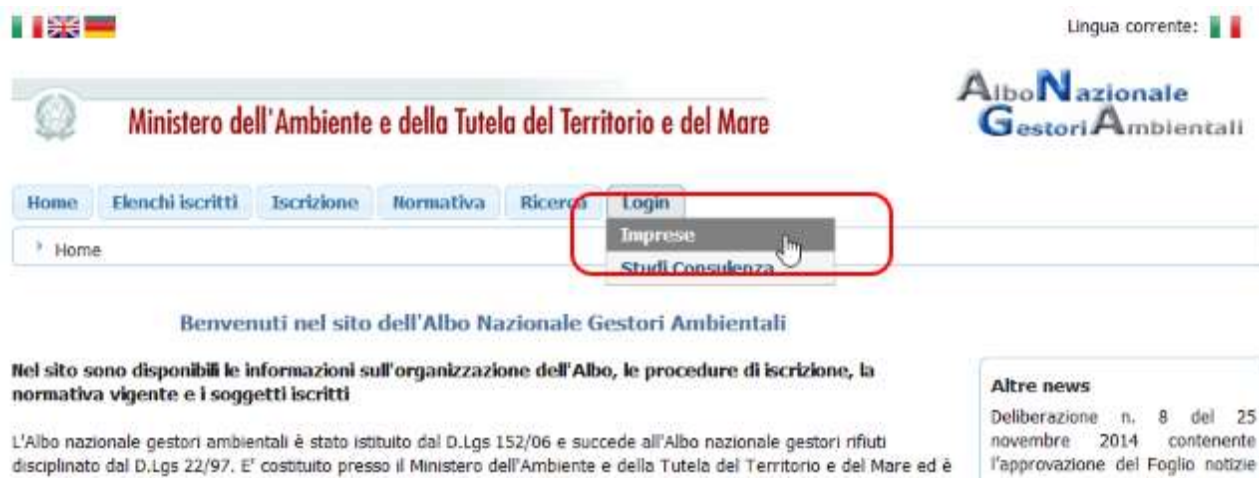 Lingua corrente:
Ministero dell'Ambiente e della Tutela del Territorio e del Mare
Albo Nazionale
Gestori Ambientali
Home Elenchi iscritti Iscrizione Normativa Ricerca Login
Imprese
Home
Studi Consulenza
Benvenuti nel sito dell'Albo Nazionale Gestori Ambientali
Nel sito sono disponibili le informazioni sull'organizzazione dell'Albo, le procedure di iscrizione, la
normativa vigente e i soggetti iscritti
L'Albo nazionale gestori ambientali è stato istituito dal D.Lgs 152/06 e succede all'Albo nazionale gestori rifiuti
disciplinato dal D.Lgs 22/97. E' costituito presso il Ministero dell'Ambiente e della Tutela del Territorio e del Mare ed è
Altre news
Deliberazione n. 8 del 25
novembre 2014 contenente
l'approvazione del Foglio notizie